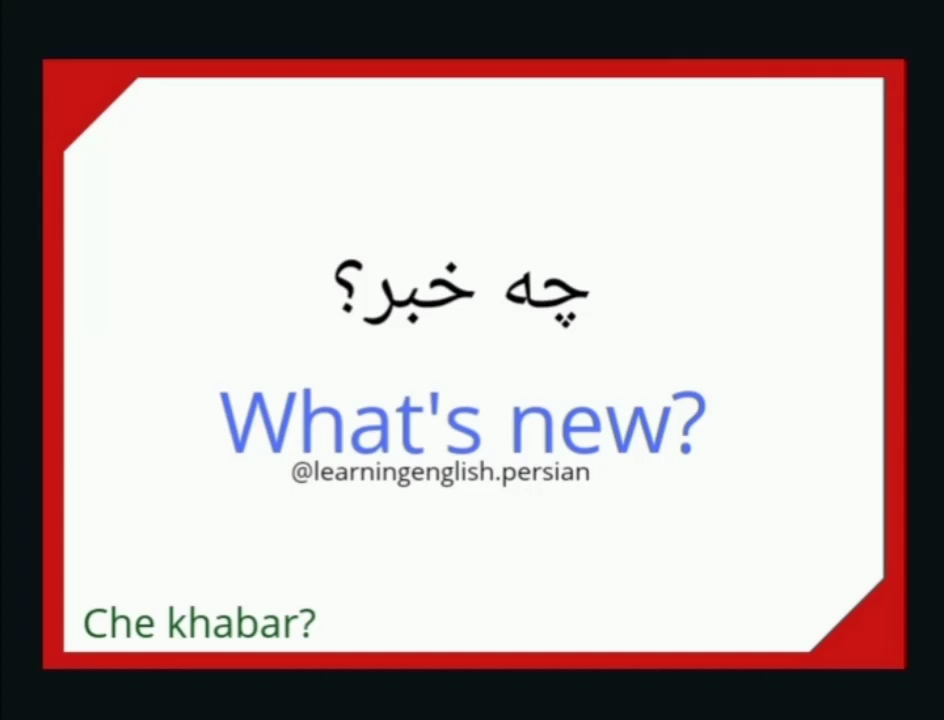 چه خبر؟
What's new?
@learningenglish.persian
Che khabar?